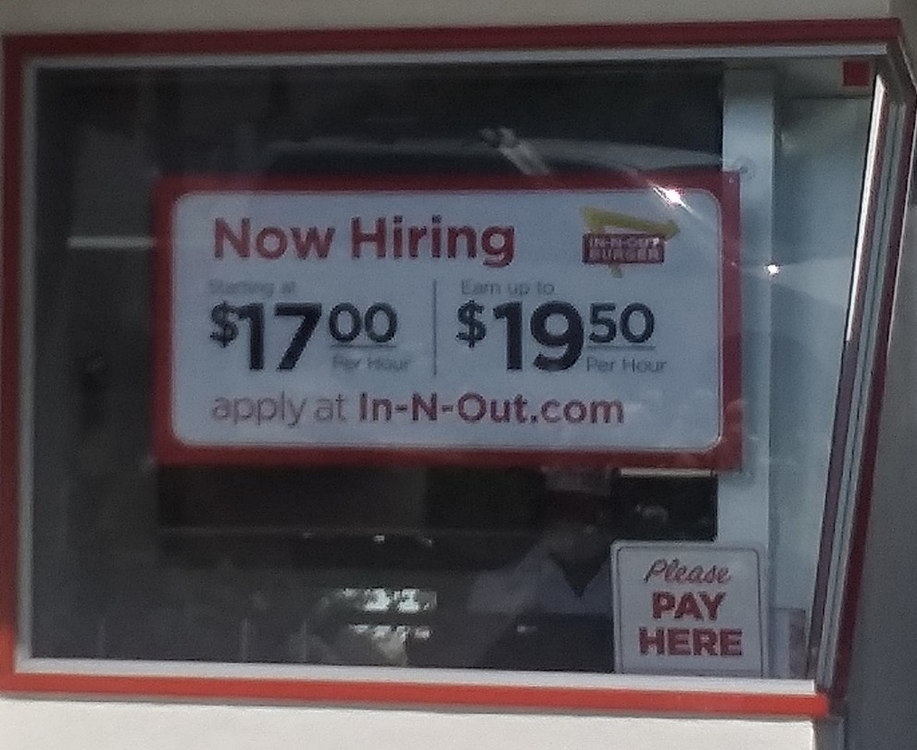 Now Hiring
IN-N-OUT
BURGER
Starting at
$17 00
Per Hour
Earn up to
$19 50
Per Hour
apply at In-N-Out.com
Please
PAY
HERE